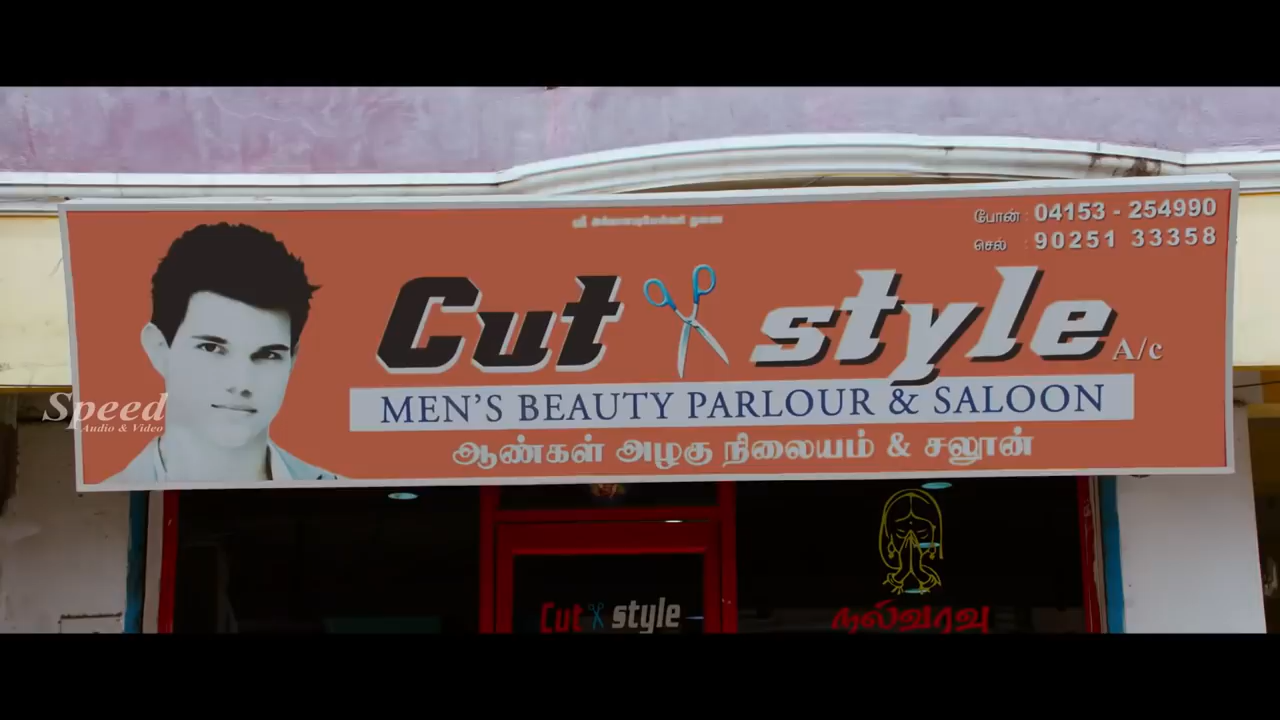 போன் : 04153 - 254990
செல் : 90251 33358
Cut style A/c
MEN'S BEAUTY PARLOUR & SALOON
ஆண்கள் அழகு நிலையம் & சலூன்
Speed
Audio & Video
Cut style
நல்வரவு